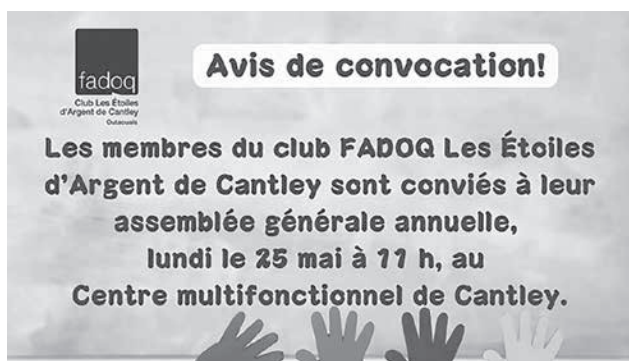 fadoq
Club Les Étoiles
d'Argent de Cantley
Outaouais
Avis de convocation!
Les membres du club FADOQ Les Étoiles
d'Argent de Cantley sont conviés à leur
assemblée générale annuelle,
lundi le 25 mai à 11 h, au
Centre multifonctionnel de Cantley.